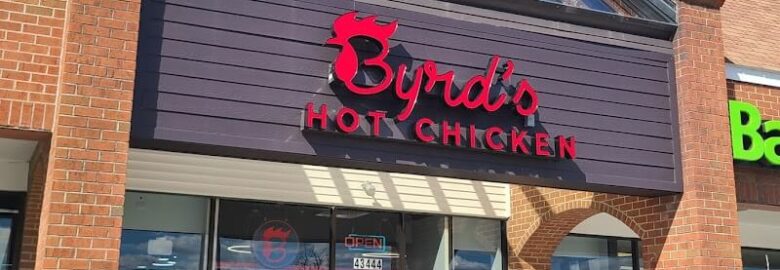 Byrd's
HOT CHICKEN
Ba
B
OPEN
43444